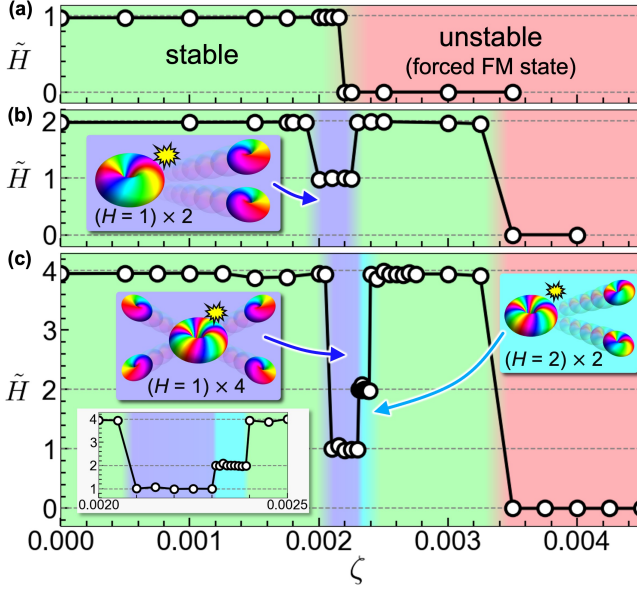 (a)
1
0
H̃
stable
unstable
(forced FM state)
(b)
2
1
0
H̃
(H = 1) × 2
(c)
4
3
2
1
0
H̃
(H = 1) × 4
(H = 2) × 2
4
2
1
0.0020
0.0025
0.000
0.001
0.002
0.003
0.004
ζ